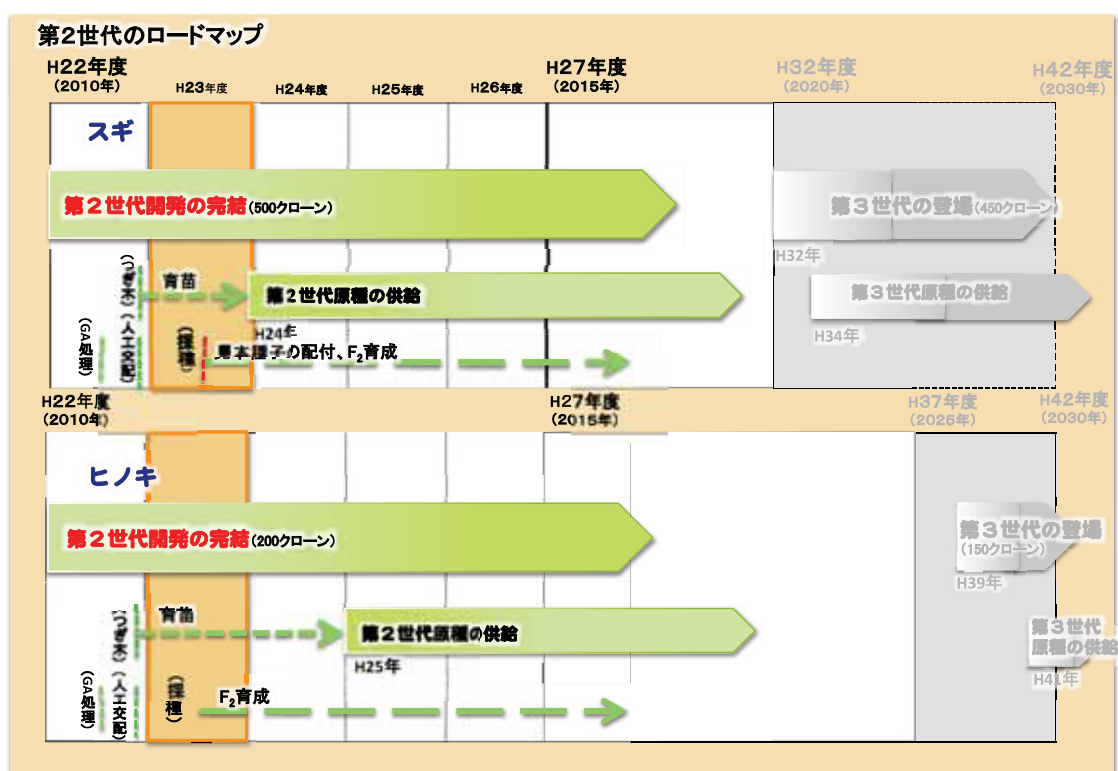 第2世代のロードマップ
H22年度
(2010年)
H23年度
H24年度
H25年度
H26年度
H27年度
(2015年)
H32年度
(2020年)
H42年度
(2030年)
スギ
第2世代開発の完結(500クローン)
第3世代の登場(450クローン)
H32年
(つぎ木)
(人工交配)
(GA処理)
育苗
第2世代原種の供給
H24年
第3世代原種の供給
H34年
(採種)
見本種子の配付、F2育成
H22年度
(2010年)
H27年度
(2015年)
H37年度
(2025年)
H42年度
(2030年)
ヒノキ
第2世代開発の完結(200クローン)
第3世代の登場
(150クローン)
H39年
(つぎ木)
(人工交配)
(GA処理)
育苗
第2世代原種の供給
H25年
第3世代
原種の供給
H41年
(採種)
F2育成